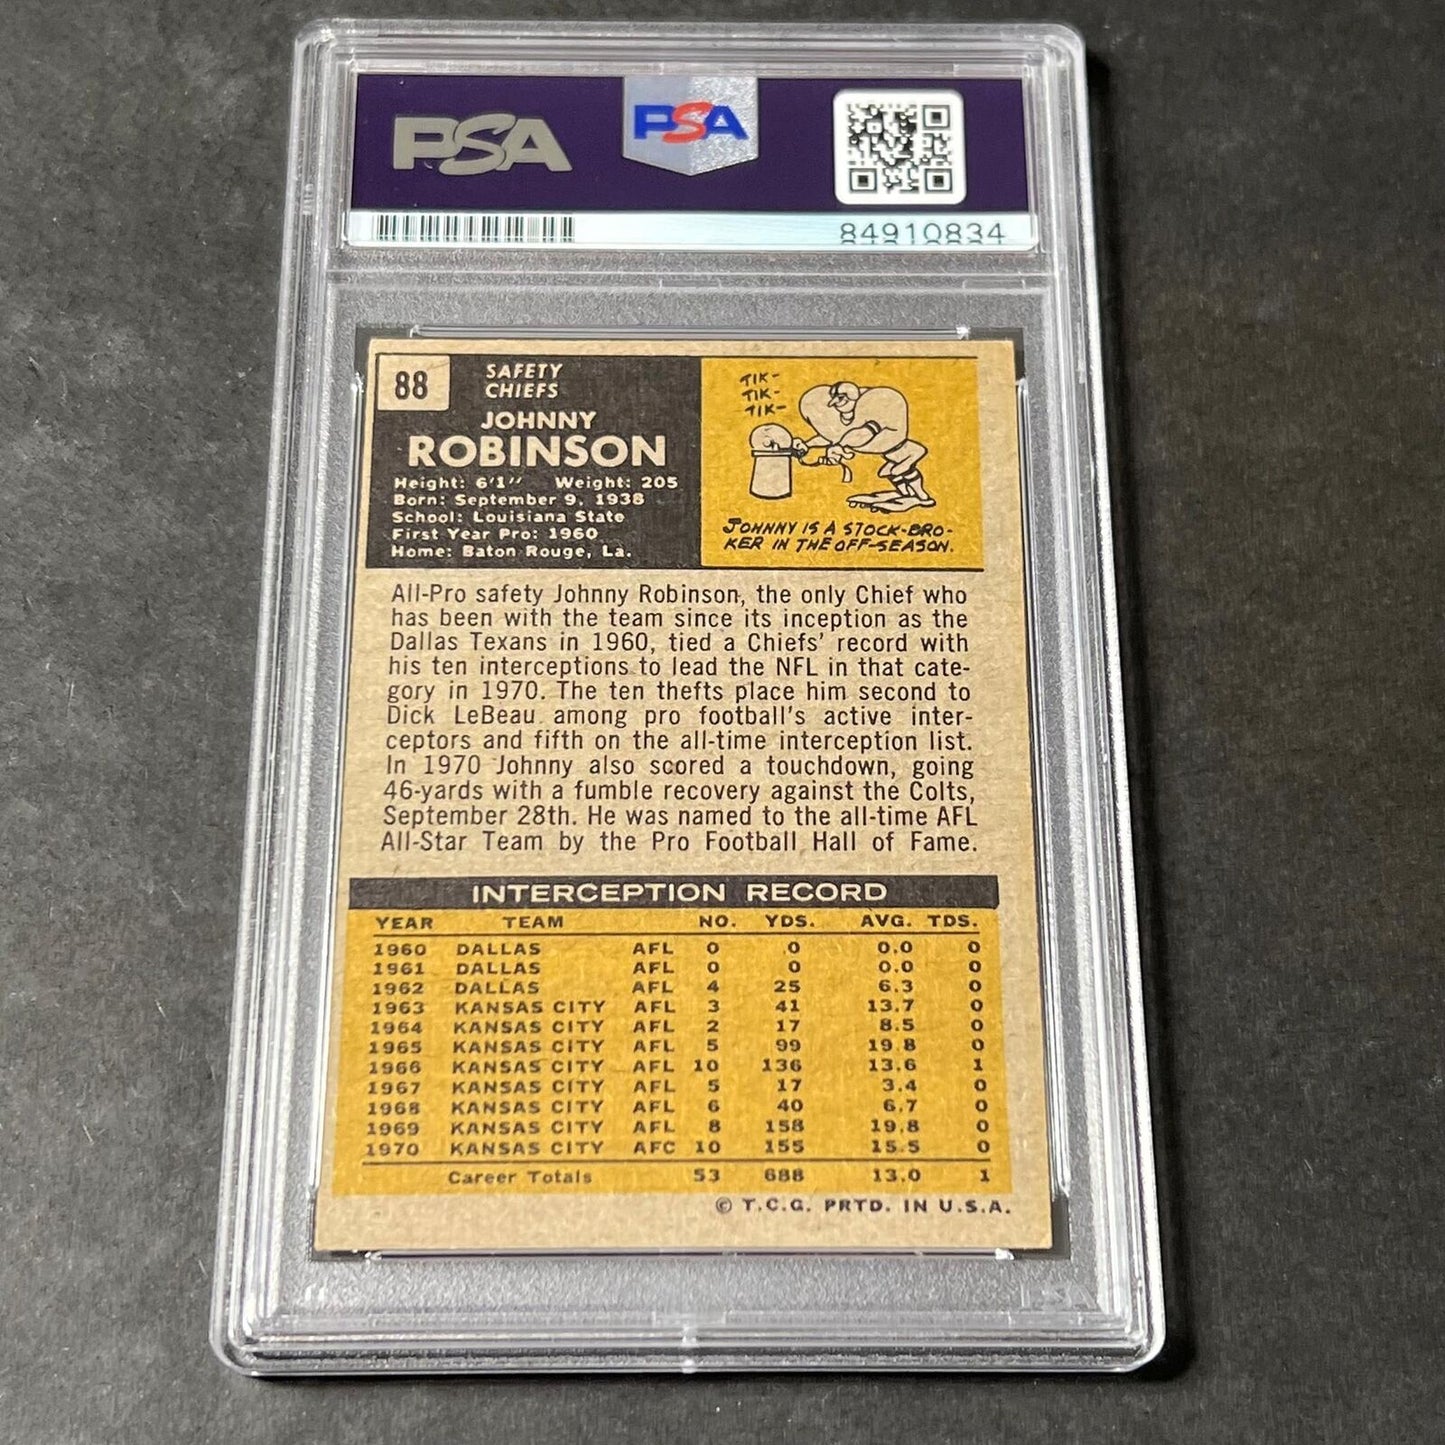 PSA
PSA
84910834
88
SAFETY
CHIEFS
JOHNNY
ROBINSON
Height: 6'1" Weight: 205
Born: September 9, 1938
School: Louisiana State
First Year Pro: 1960
Home: Baton Rouge, La.
TIK-
TIK-
TIK-
JOHNNY IS A STOCK-BRO-
KER IN THE OFF-SEASON.
All-Pro safety Johnny Robinson, the only Chief who
has been with the team since its inception as the
Dallas Texans in 1960, tied a Chiefs' record with
his ten interceptions to lead the NFL in that cate-
gory in 1970. The ten thefts place him second to
Dick LeBeau among pro football's active inter-
ceptors and fifth on the all-time interception list.
In 1970 Johnny also scored a touchdown, going
46-yards with a fumble recovery against the Colts,
September 28th. He was named to the all-time AFL
All-Star Team by the Pro Football Hall of Fame.
INTERCEPTION RECORD
YEAR TEAM NO. YDS. AVG. TDS.
1960 DALLAS AFL 0 0 0.0 0
1961 DALLAS AFL 0 0 0.0 0
1962 DALLAS AFL 4 25 6.3 0
1963 KANSAS CITY AFL 3 41 13.7 0
1964 KANSAS CITY AFL 2 17 8.5 0
1965 KANSAS CITY AFL 5 99 19.8 0
1966 KANSAS CITY AFL 10 136 13.6 1
1967 KANSAS CITY AFL 5 17 3.4 0
1968 KANSAS CITY AFL 6 40 6.7 0
1969 KANSAS CITY AFL 8 158 19.8 0
1970 KANSAS CITY AFC 10 155 15.5 0
Career Totals 53 688 13.0 1
© T.C.G. PRTD. IN U.S.A.